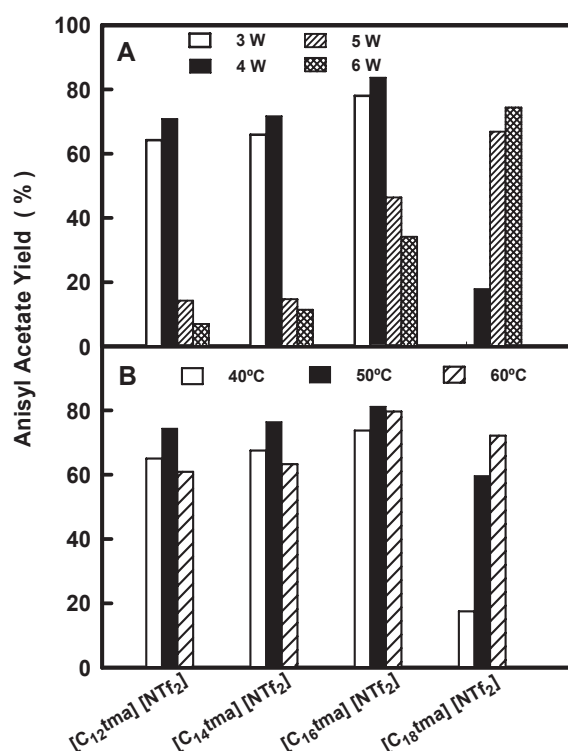 100
A
3 W
5 W
4 W
6 W
80
60
40
20
0
B
40ºC
50ºC
60ºC
80
60
40
20
0
Anisyl Acetate Yield ( % )
[C12tma] [NTf2]
[C14tma] [NTf2]
[C16tma] [NTf2]
[C18tma] [NTf2]